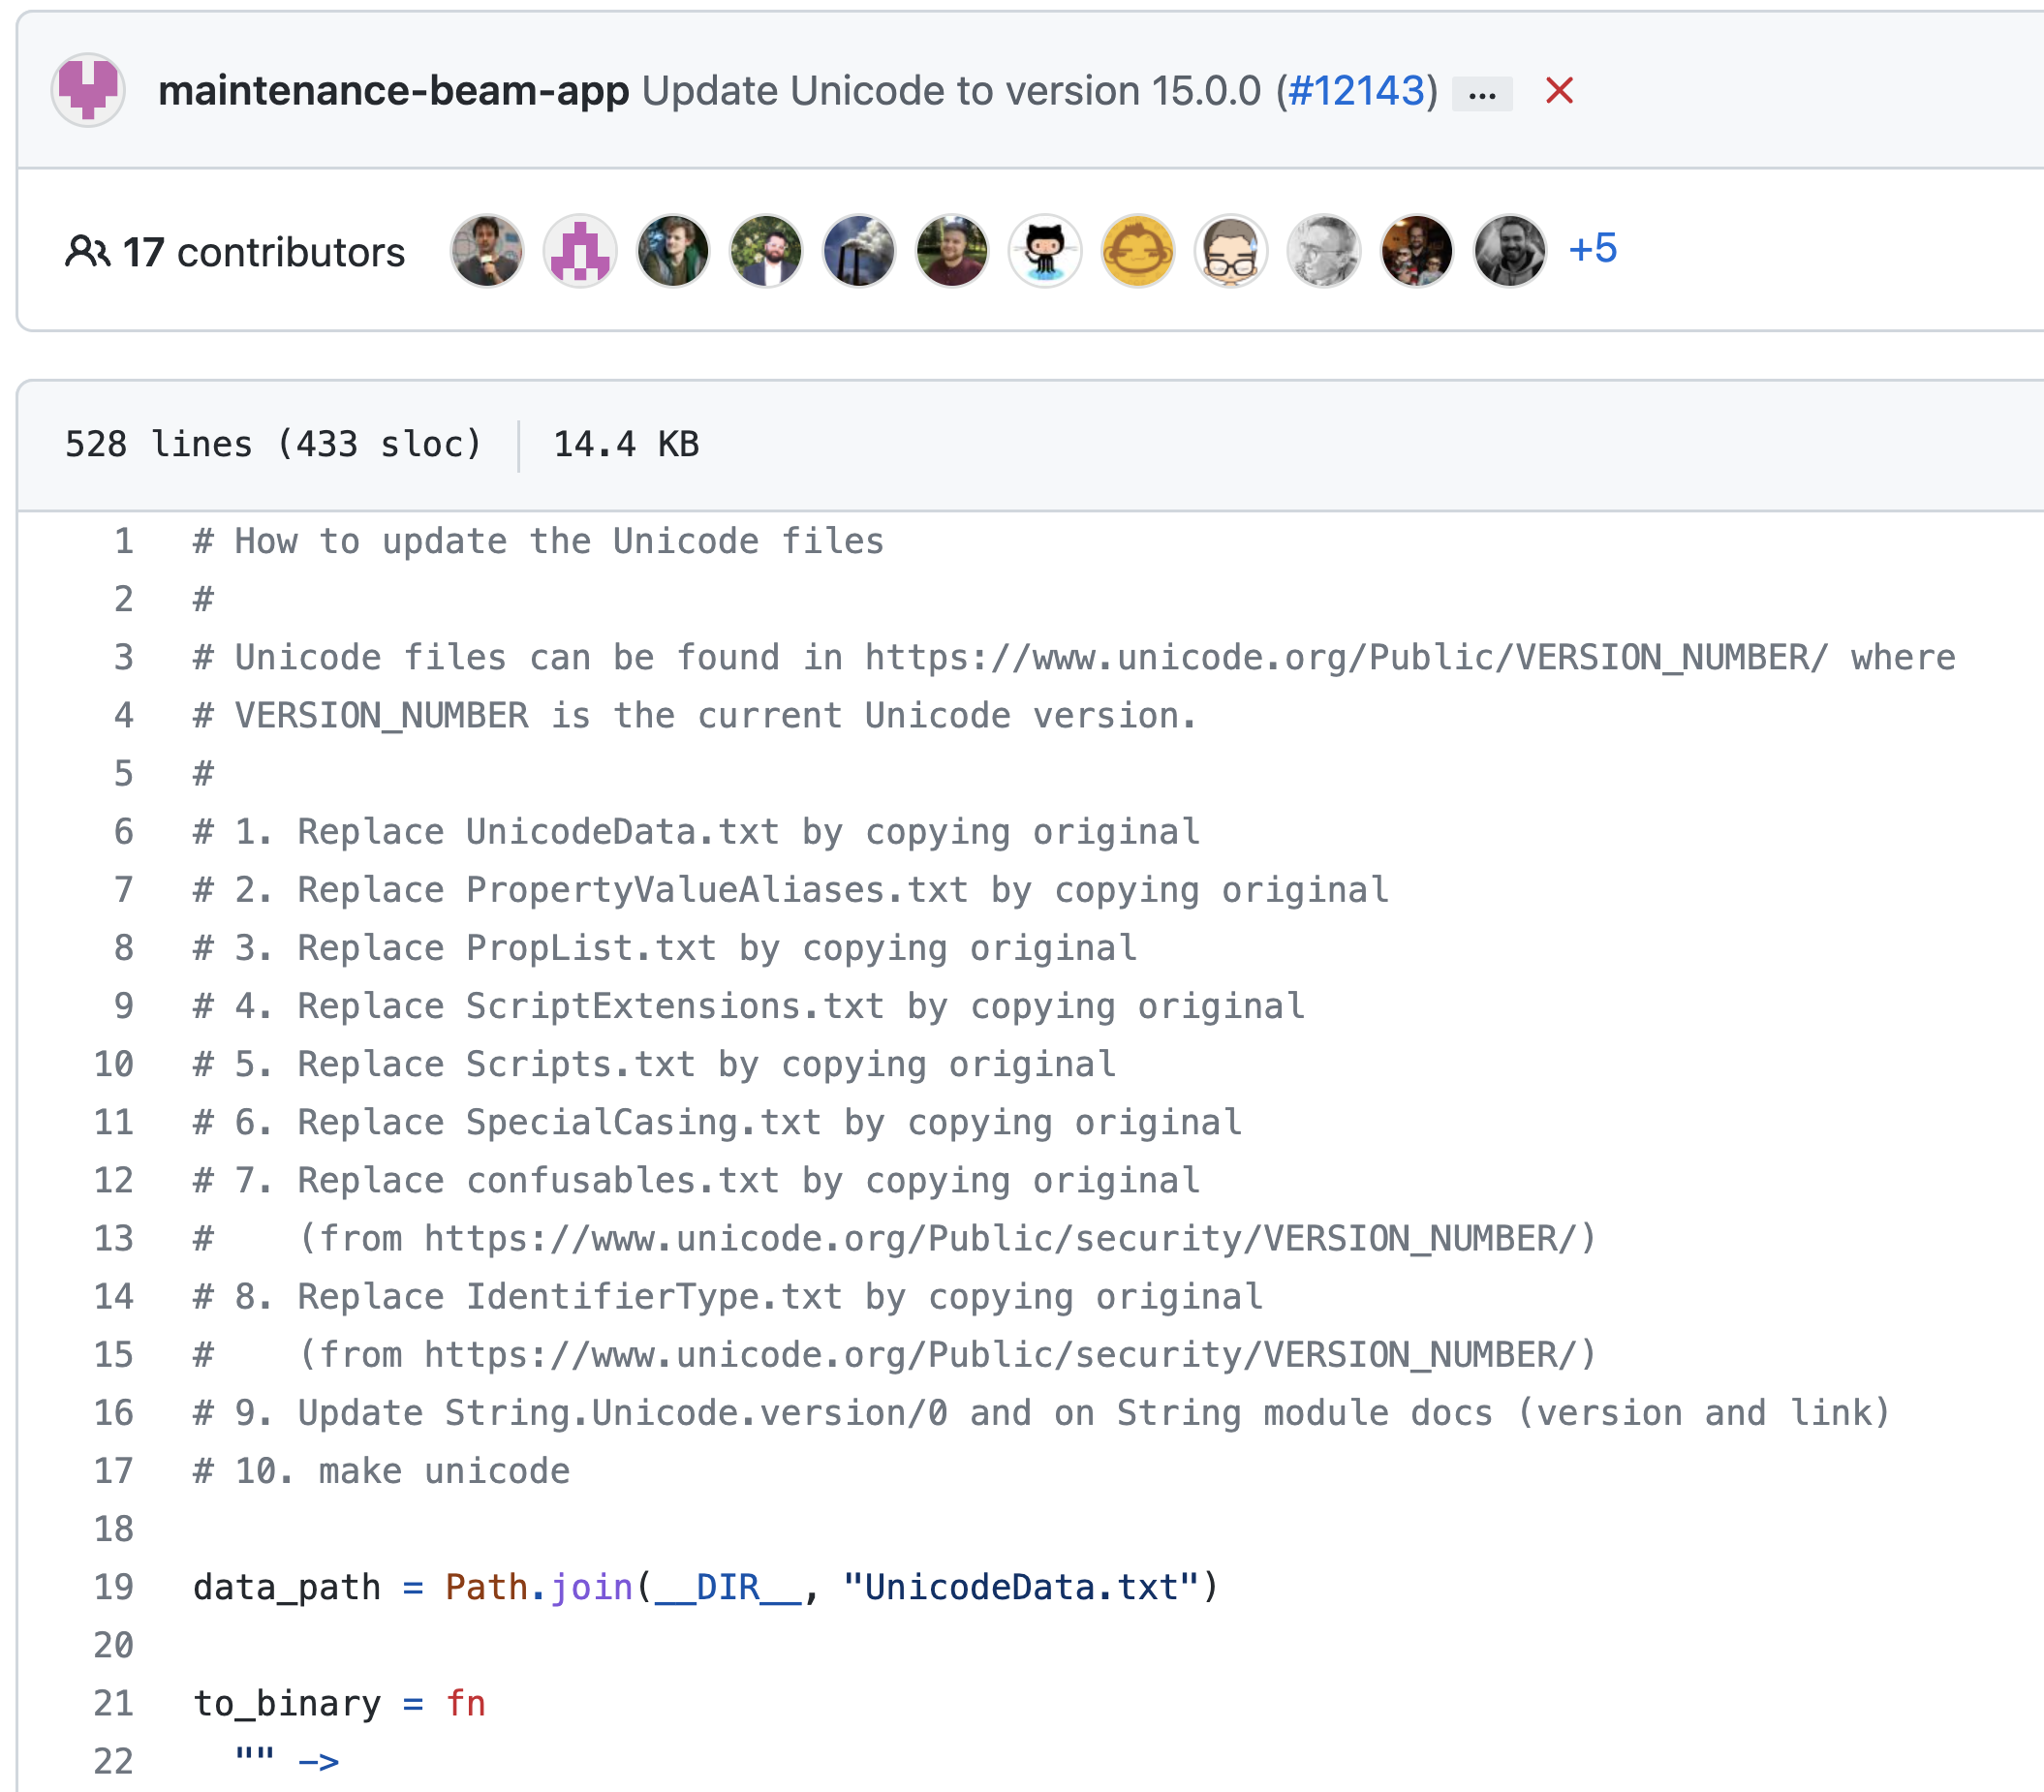 maintenance-beam-app Update Unicode to version 15.0.0 (#12143) ...
17 contributors +5
528 lines (433 sloc) 14.4 KB
1 # How to update the Unicode files
2 #
3 # Unicode files can be found in https://www.unicode.org/Public/VERSION_NUMBER/ where
4 # VERSION_NUMBER is the current Unicode version.
5 #
6 # 1. Replace UnicodeData.txt by copying original
7 # 2. Replace PropertyValueAliases.txt by copying original
8 # 3. Replace PropList.txt by copying original
9 # 4. Replace ScriptExtensions.txt by copying original
10 # 5. Replace Scripts.txt by copying original
11 # 6. Replace SpecialCasing.txt by copying original
12 # 7. Replace confusables.txt by copying original
13 #    (from https://www.unicode.org/Public/security/VERSION_NUMBER/)
14 # 8. Replace IdentifierType.txt by copying original
15 #    (from https://www.unicode.org/Public/security/VERSION_NUMBER/)
16 # 9. Update String.Unicode.version/0 and on String module docs (version and link)
17 # 10. make unicode
18
19 data_path = Path.join(__DIR__, "UnicodeData.txt")
20
21 to_binary = fn
22   "" ->